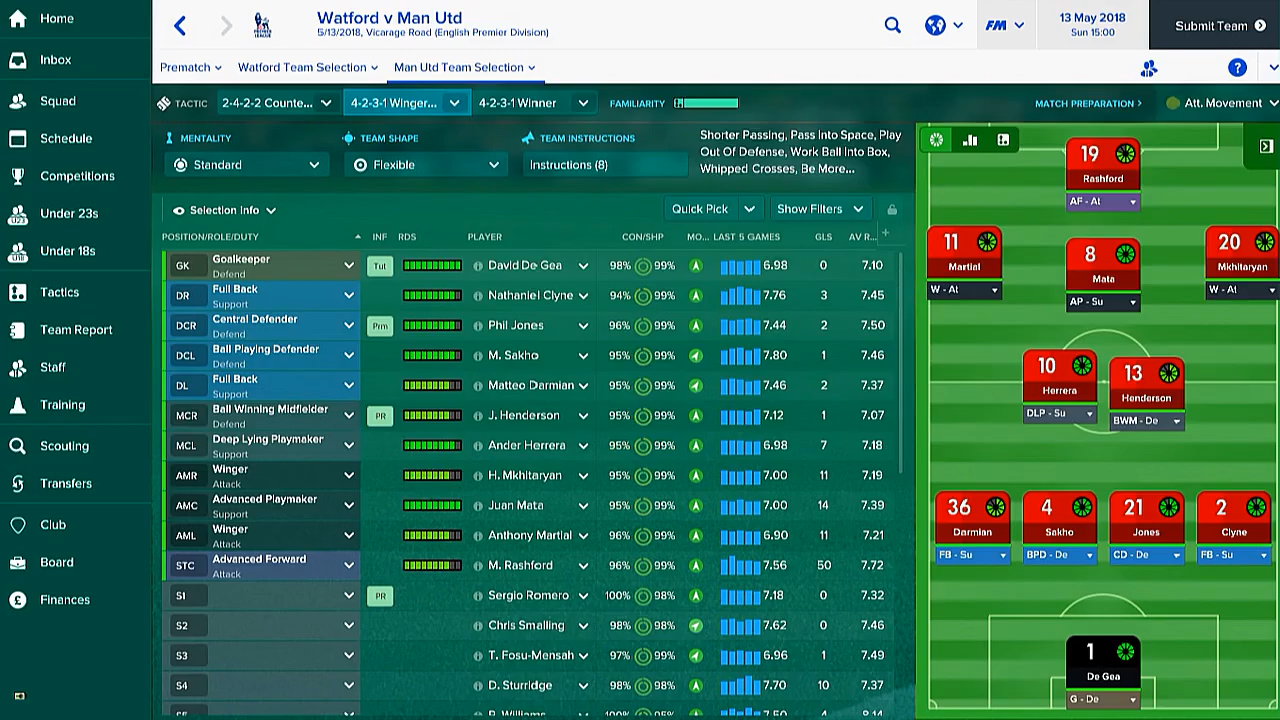 Home
Inbox
Squad
Schedule
Competitions
Under 23s
Under 18s
Tactics
Team Report
Staff
Training
Scouting
Transfers
Club
Board
Finances
Watford v Man Utd
5/13/2018, Vicarage Road (English Premier Division)
FM
13 May 2018
Sun 15:00
Submit Team
Prematch
Watford Team Selection
Man Utd Team Selection
?
TACTIC
2-4-2-2 Counte...
4-2-3-1 Winger...
4-2-3-1 Winner
FAMILIARITY
MATCH PREPARATION >
Att. Movement
MENTALITY
TEAM SHAPE
TEAM INSTRUCTIONS
Standard
Flexible
Instructions (8)
Shorter Passing, Pass Into Space, Play
Out Of Defense, Work Ball Into Box,
Whipped Crosses, Be More...
Selection Info
Quick Pick
Show Filters
POSITION/ROLE/DUTY INF RDS PLAYER CON/SHP MO... LAST 5 GAMES GLS AV R...
GK Goalkeeper Defend Tut David De Gea 98% 99% 6.98 0 7.10
DR Full Back Support Nathaniel Clyne 94% 99% 7.76 3 7.45
DCR Central Defender Defend Prm Phil Jones 96% 99% 7.44 2 7.50
DCL Ball Playing Defender Defend M. Sakho 95% 99% 7.80 1 7.46
DL Full Back Support Matteo Darmian 95% 99% 7.46 2 7.37
MCR Ball Winning Midfielder Defend PR J. Henderson 95% 99% 7.12 1 7.07
MCL Deep Lying Playmaker Support Ander Herrera 95% 99% 6.98 7 7.18
AMR Winger Attack H. Mkhitaryan 96% 99% 7.00 11 7.19
AMC Advanced Playmaker Support Juan Mata 95% 99% 7.00 14 7.39
AML Winger Attack Anthony Martial 96% 99% 6.90 11 7.21
STC Advanced Forward Attack M. Rashford 96% 99% 7.56 50 7.72
S1 PR Sergio Romero 100% 98% 7.18 0 7.32
S2 Chris Smalling 98% 98% 7.62 0 7.46
S3 T. Fosu-Mensah 97% 99% 6.96 1 7.49
S4 D. Sturridge 98% 98% 7.70 10 7.37
19
Rashford
AF - At
11
Martial
W - At
8
Mata
AP - Su
20
Mkhitaryan
W - At
10
Herrera
DLP - Su
13
Henderson
BWM - De
36
Darmian
FB - Su
4
Sakho
BPD - De
21
Jones
CD - De
2
Clyne
FB - Su
1
De Gea
G - De